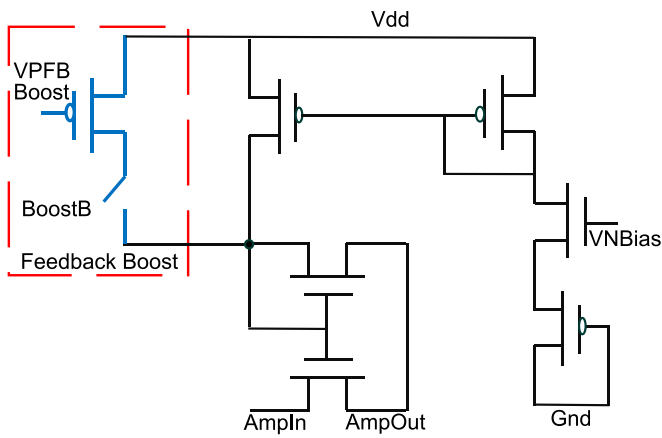 Vdd
VPFB
Boost
BoostB
VNBias
Feedback Boost
AmpIn
AmpOut
Gnd